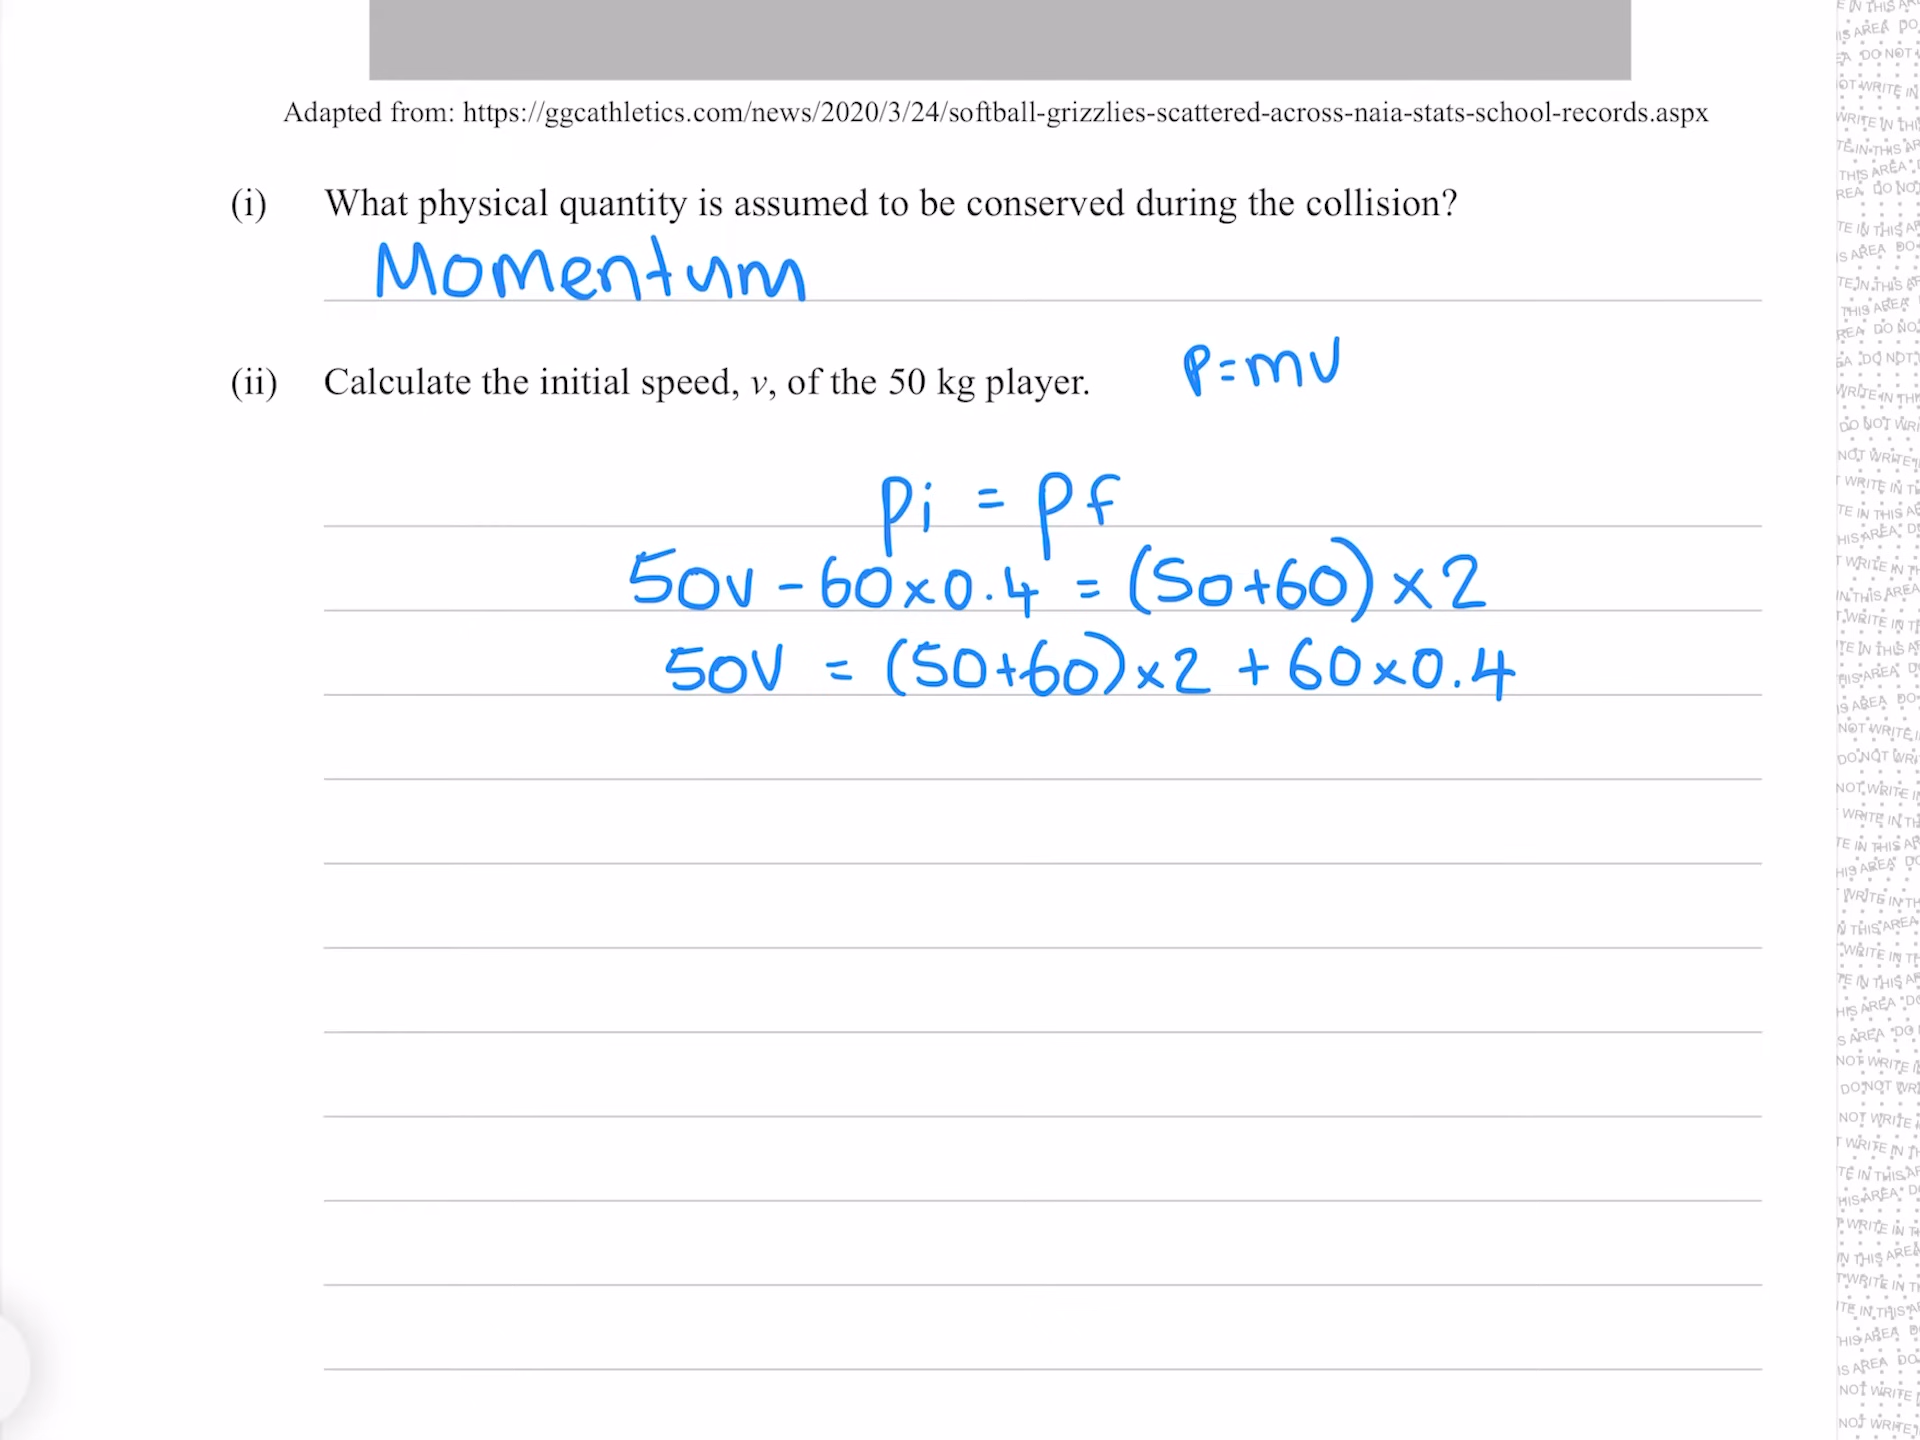 Adapted from: https://ggcathletics.com/news/2020/3/24/softball-grizzlies-scattered-across-naia-stats-school-records.aspx
(i) What physical quantity is assumed to be conserved during the collision?
Momentum
(ii) Calculate the initial speed, v, of the 50 kg player.
p=mv
pi = pf
50v - 60×0.4 = (50+60)×2
50v = (50+60)×2 + 60×0.4